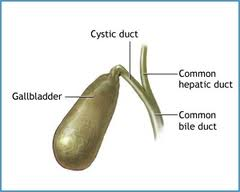 Cystic duct
Common
hepatic duct
Gallbladder
Common
bile duct